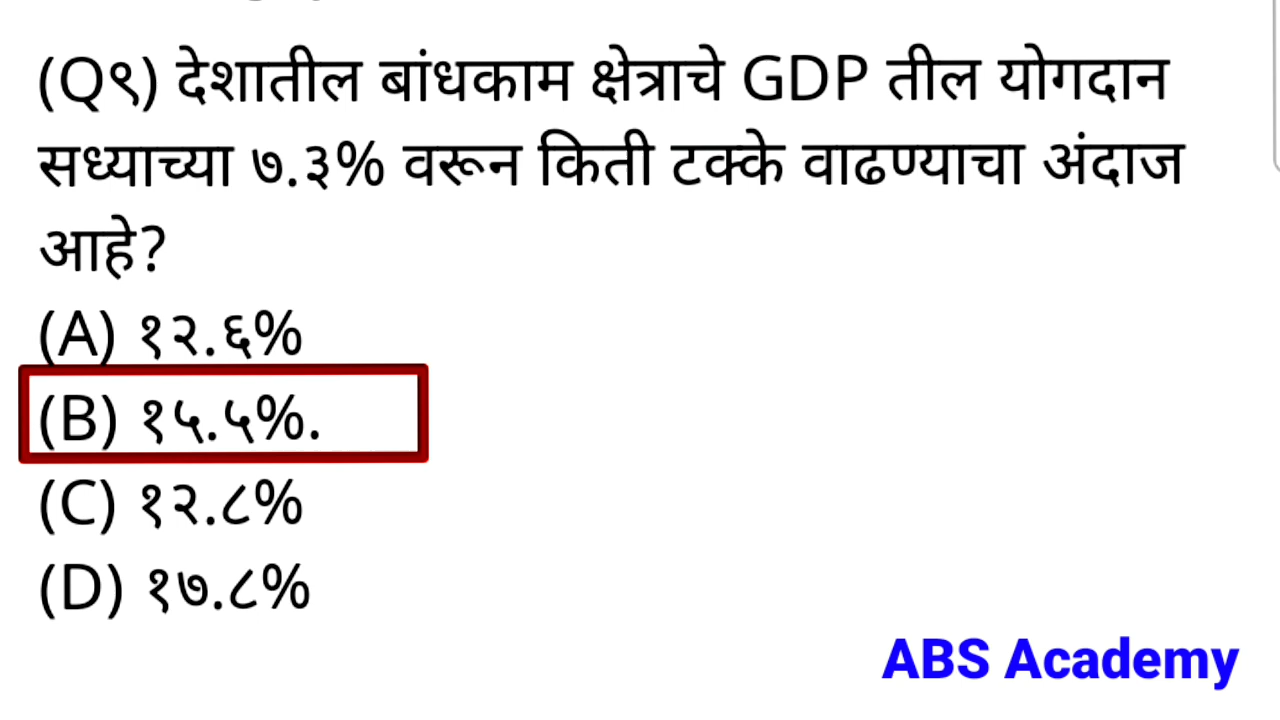 (Q९) देशातील बांधकाम क्षेत्राचे GDP तील योगदान
सध्याच्या ७.३% वरून किती टक्के वाढण्याचा अंदाज
आहे?
(A) १२.६%
(B) १५.५%.
(C) १२.८%
(D) १७.८%
ABS Academy